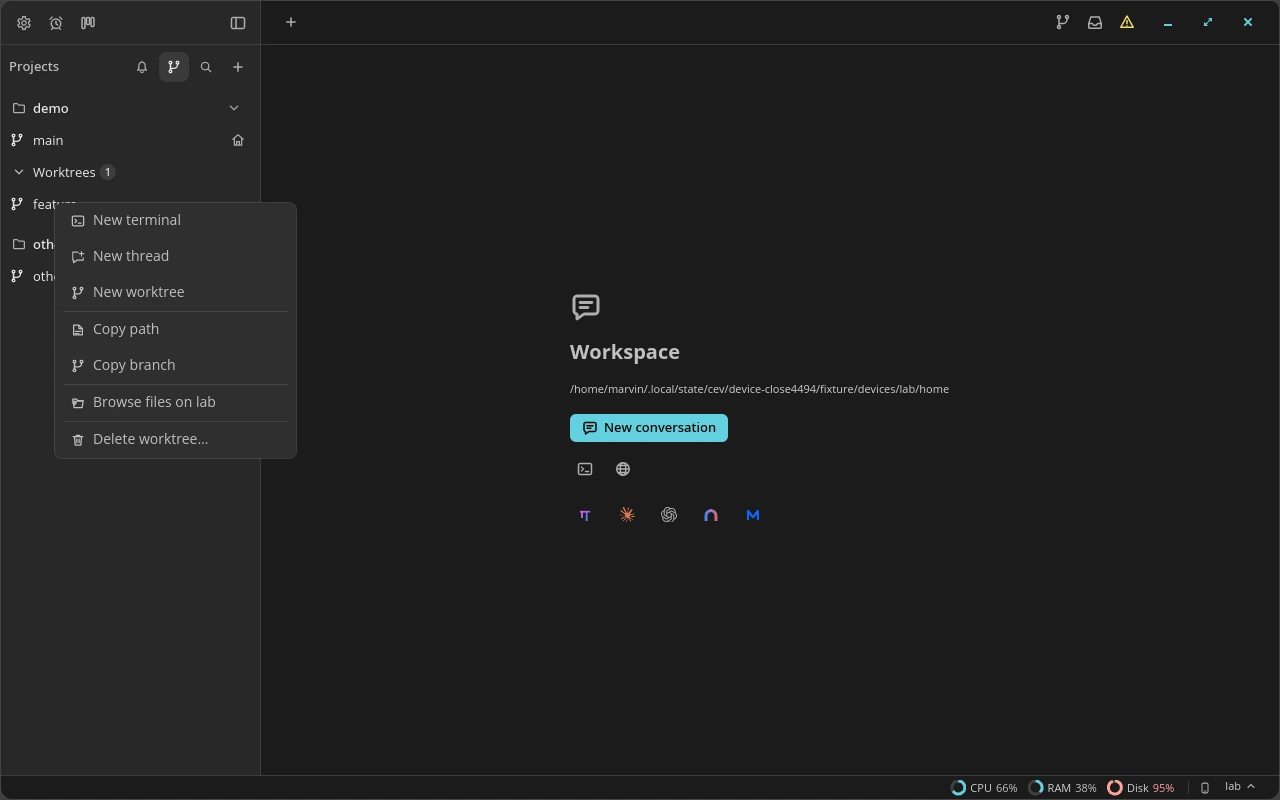 Projects
demo
main
Worktrees 1
New terminal
New thread
New worktree
Copy path
Copy branch
Browse files on lab
Delete worktree...
Workspace
/home/marvin/.local/state/cev/device-close4494/fixture/devices/lab/home
New conversation
CPU 66% RAM 38% Disk 95% lab